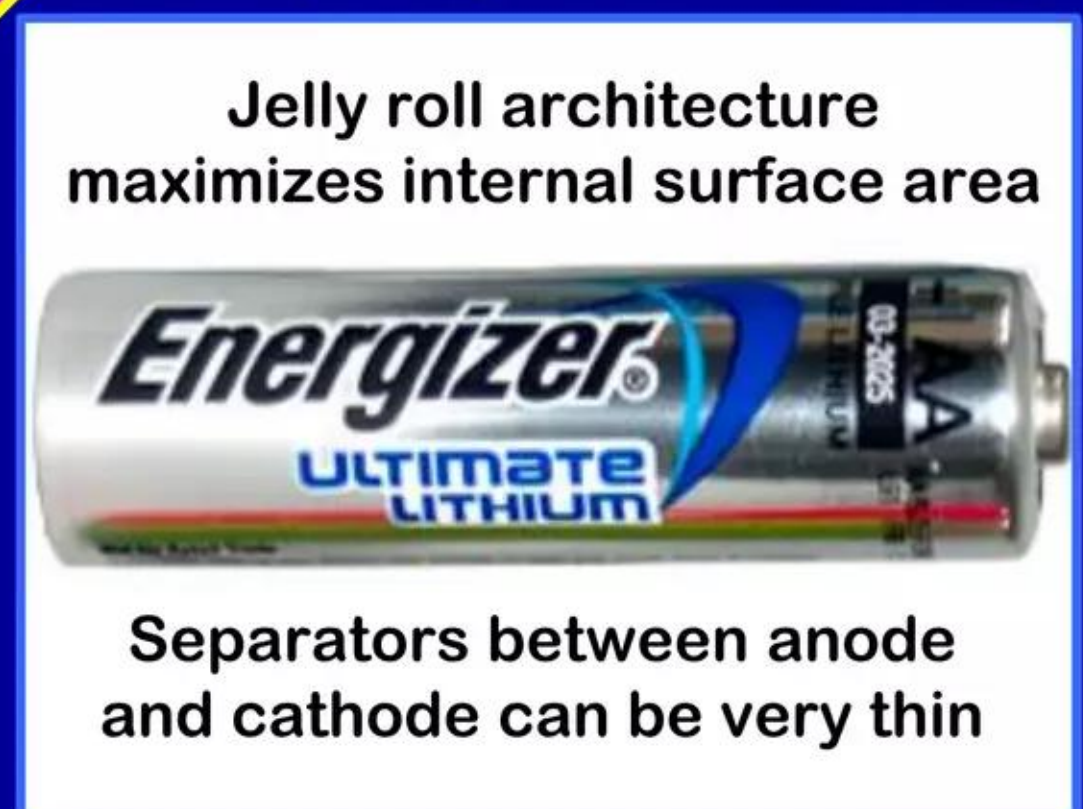 Jelly roll architecture
maximizes internal surface area
Energizer®
ULTIMATE
LITHIUM
03-2025
AA
Separators between anode
and cathode can be very thin